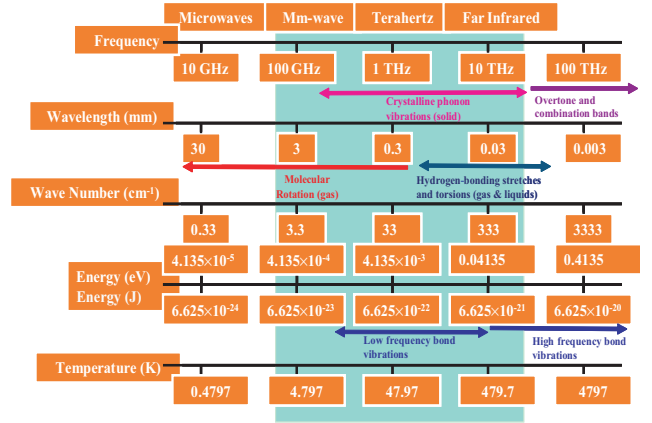 Microwaves Mm-wave Terahertz Far Infrared
Frequency
10 GHz 100 GHz 1 THz 10 THz 100 THz
Crystalline phonon
vibrations (solid)
Overtone and
combination bands
Wavelength (mm)
30 3 0.3 0.03 0.003
Molecular
Rotation (gas)
Hydrogen-bonding stretches
and torsions (gas & liquids)
Wave Number (cm⁻¹)
0.33 3.3 33 333 3333
4.135×10⁻⁵ 4.135×10⁻⁴ 4.135×10⁻³ 0.04135 0.4135
Energy (eV)
Energy (J)
6.625×10⁻²⁴ 6.625×10⁻²³ 6.625×10⁻²² 6.625×10⁻²¹ 6.625×10⁻²⁰
Low frequency bond
vibrations
High frequency bond
vibrations
Temperature (K)
0.4797 4.797 47.97 479.7 4797